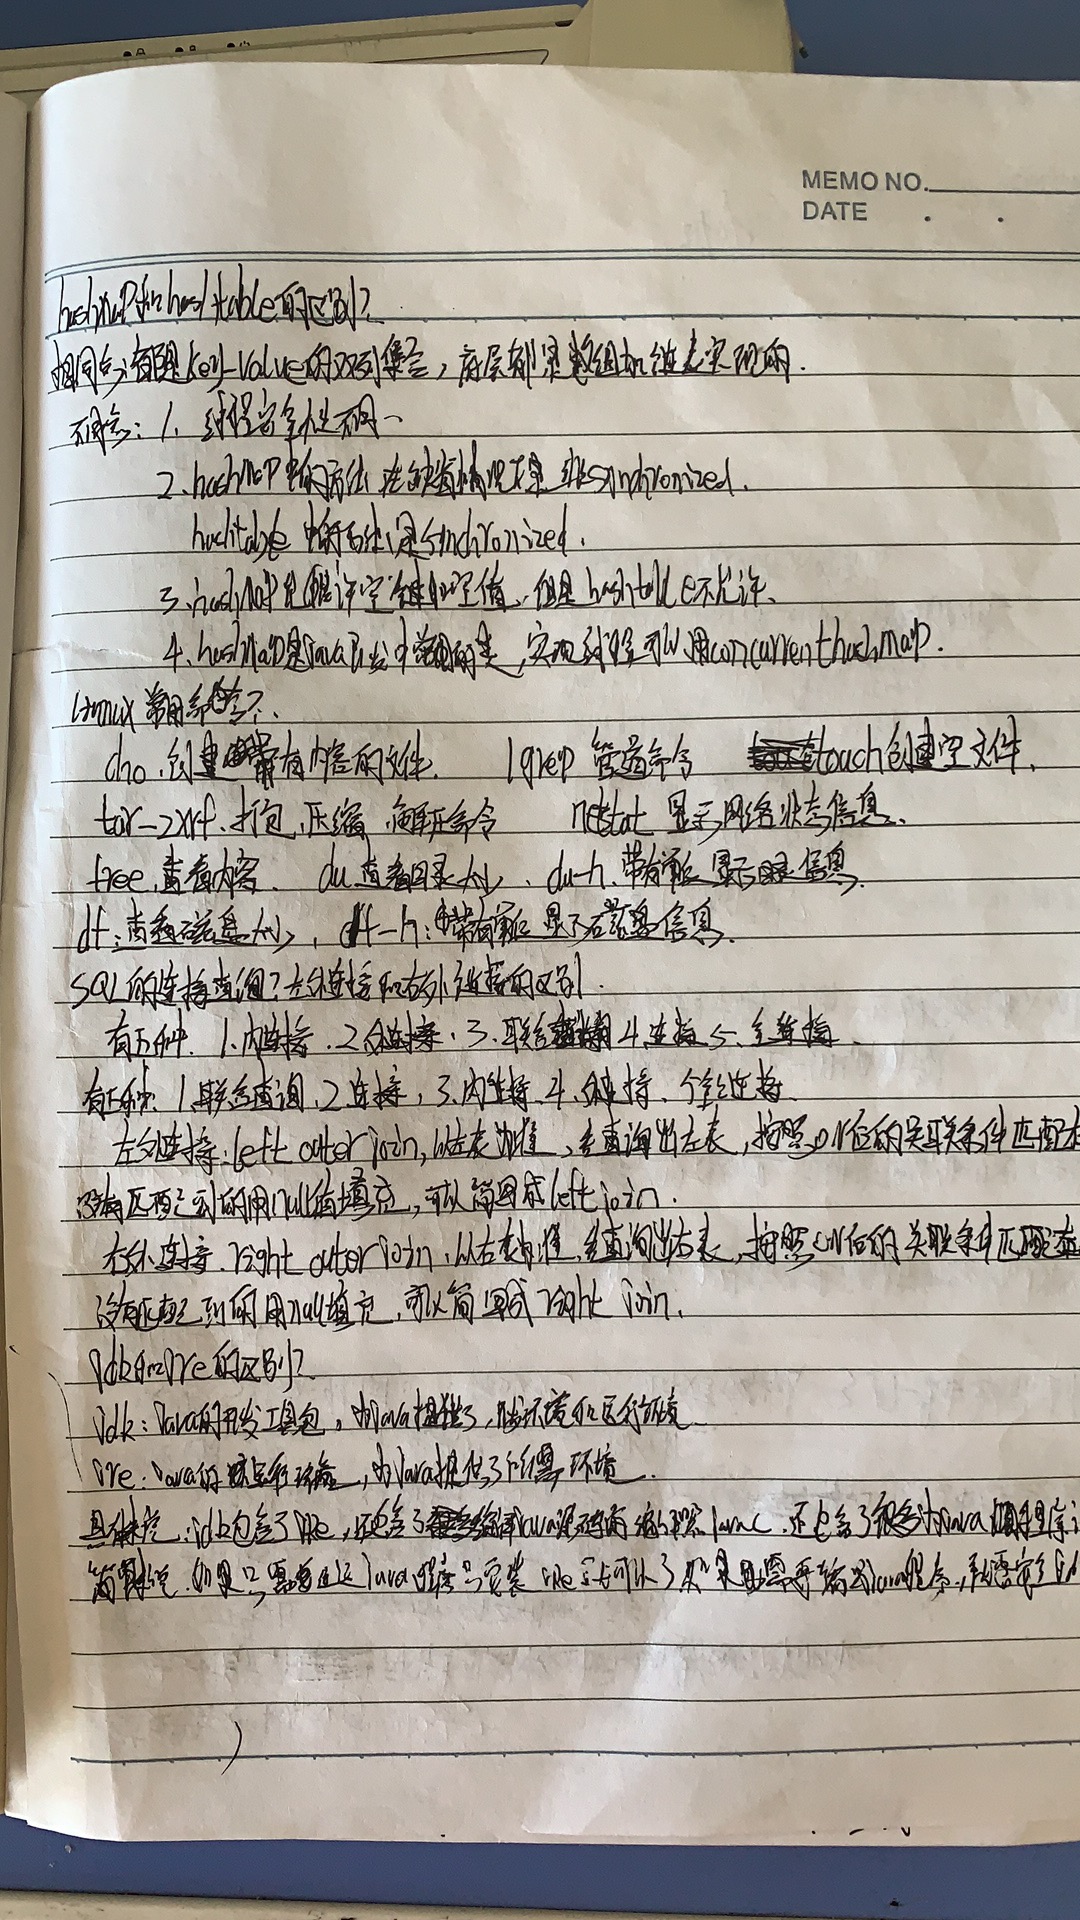 MEMO NO.
DATE . .
hashMap和hashtable的区别?
相同点:都是key-value的双列集合,底层都是数组加链表实现的.
不同点: 1. 线程安全性不同
2.hashMap中的方法在缺省情况下是非Synchronized.
hashtable中的方法是Synchronized.
3.hashMap允许空键和空值,但是hashtable不允许.
4.hashMap是Java开发中常用的类,实现线程可以用concurrenthashMap.
Linux常用命令?
cho.创建带有内容的文件. |grep 管道命令 touch创建空文件.
tar -zxf.打包,压缩,解压命令 netstat 显示网络状态信息.
tree.查看内容. du.查看目录大小. du-h.带有单位显示目录信息.
df:查看磁盘大小, df-h:带有单位显示磁盘信息.
SQL的连接查询?左外连接和右外连接的区别.
有五种. 1.内连接.2外连接.3.联合 4.连接 5.全连接
有五种: 1.联合查询.2连接,3.内连接.4.外连接. 连接.
左外连接:left outer join,以左表为准,全查询出左表,按照ON后的关联条件匹配右
没有匹配到的用null值填充,可以简写成left join.
右外连接.right outer join.以右表为准,全查询出右表,按照ON后的关联条件匹配左
没有匹配到的用null填充,可以简写成right join.
jdk和jre的区别?
jdk:Java的开发工具包,为Java提供了,开发环境和运行环境
jre:Java的运行环境,为Java提供了所需环境.
具体来说:jdk包含了jre,还包含了Java源码的编译器Javac.还包含了很多Java程序
简单来说:如果只需要运行Java程序只安装jre就可以了如果需要编写Java程序,